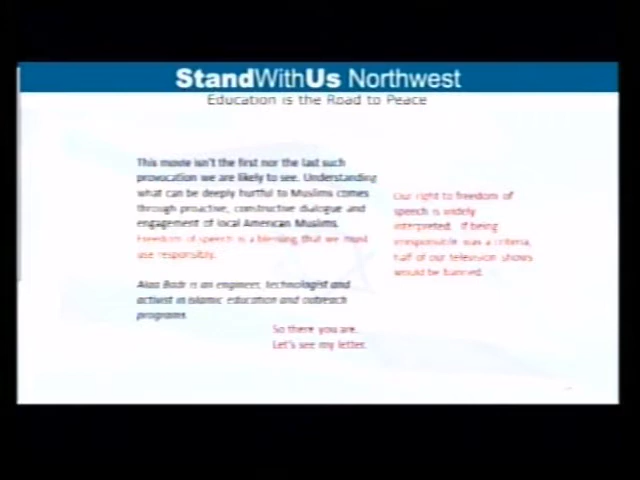 StandWithUs Northwest
Education is the Road to Peace
This movie isn't the first nor the last such
provocation we are likely to see. Understanding
what can be deeply hurtful to Muslims comes
through proactive, constructive dialogue and
engagement of local American Muslims.
Freedom of speech is a blessing that we must
use responsibly.
Our right to freedom of
speech is widely
interpreted. If being
irresponsible was a criteria,
half of our television shows
would be banned.
Alaa Badr is an engineer, technologist and
activist in islamic education and outreach
programs.
So there you are.
Let's see my letter.